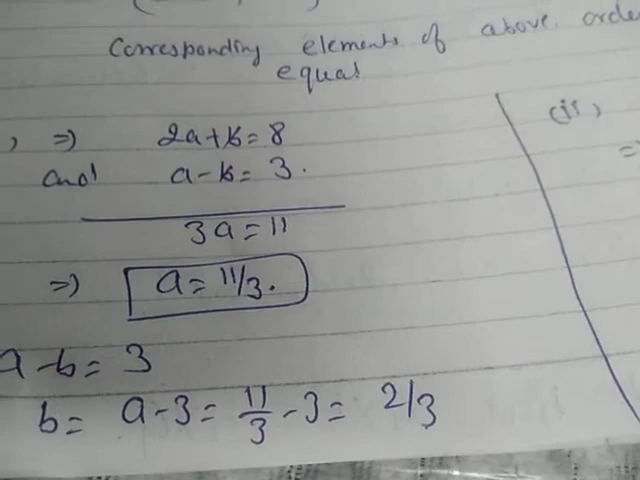 Corresponding elements of above orde
equal
, => 2a+b=8
and a-b=3.
3a=11
=> a=11/3.
a-b=3
b= a-3= 11/3 -3= 2/3
(ii)
=>